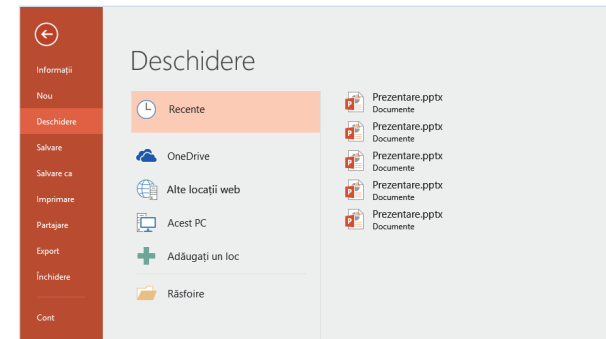 Informații
Nou
Deschidere
Salvare
Salvare ca
Imprimare
Partajare
Export
Închidere
Cont
Deschidere
Recente
OneDrive
Alte locații web
Acest PC
Adăugați un loc
Răsfoire
Prezentare.pptx
Documente
Prezentare.pptx
Documente
Prezentare.pptx
Documente
Prezentare.pptx
Documente
Prezentare.pptx
Documente